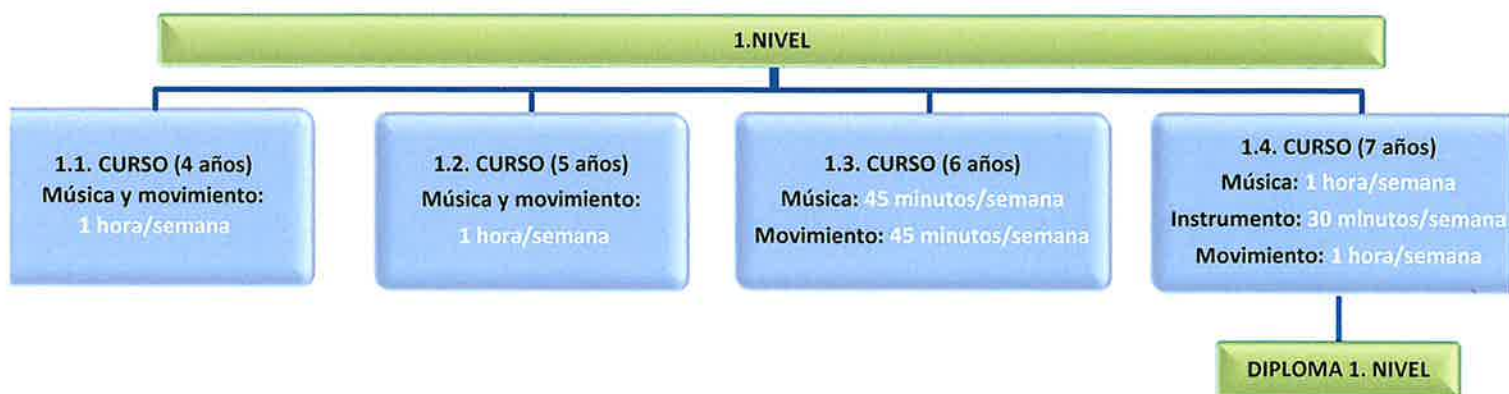 1.NIVEL
1.1. CURSO (4 años)
Música y movimiento:
1 hora/semana
1.2. CURSO (5 años)
Música y movimiento:
1 hora/semana
1.3. CURSO (6 años)
Música: 45 minutos/semana
Movimiento: 45 minutos/semana
1.4. CURSO (7 años)
Música: 1 hora/semana
Instrumento: 30 minutos/semana
Movimiento: 1 hora/semana
DIPLOMA 1. NIVEL